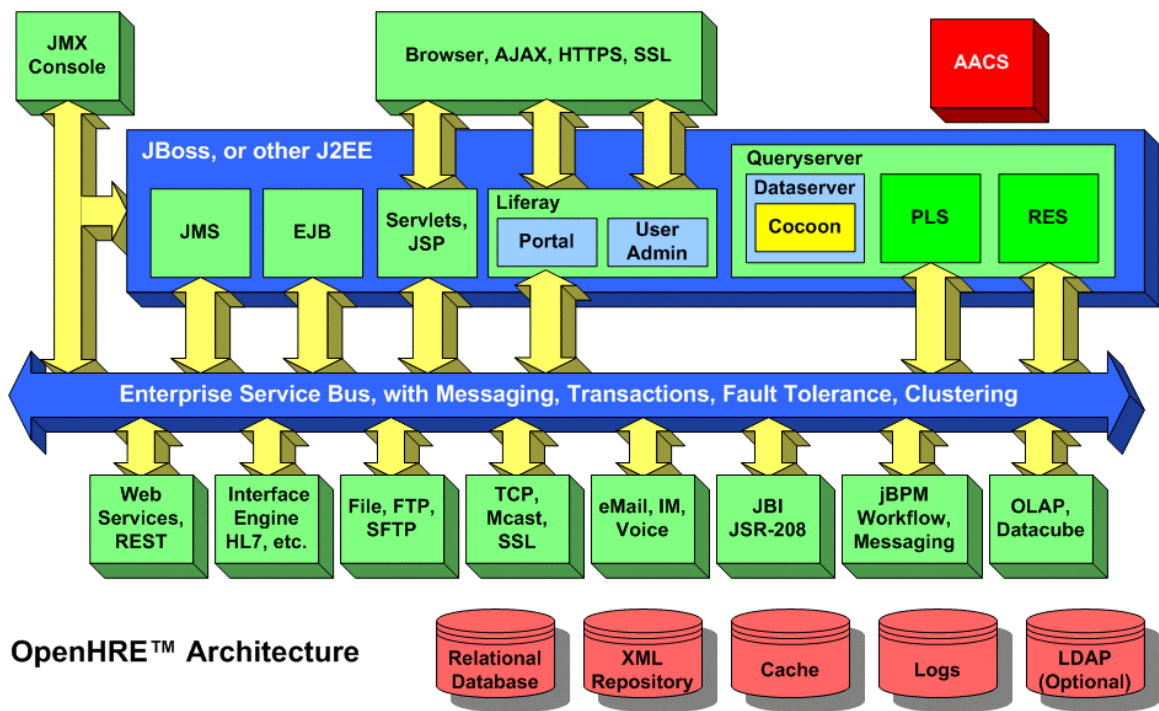 JMX
Console
Browser, AJAX, HTTPS, SSL
AACS
JBoss, or other J2EE
Queryserver
JMS
EJB
Servlets,
JSP
Liferay
Portal
User
Admin
Dataserver
Cocoon
PLS
RES
Enterprise Service Bus, with Messaging, Transactions, Fault Tolerance, Clustering
Web
Services,
REST
Interface
Engine
HL7, etc.
File, FTP,
SFTP
TCP,
Mcast,
SSL
eMail, IM,
Voice
JBI
JSR-208
jBPM
Workflow,
Messaging
OLAP,
Datacube
OpenHRE™ Architecture
Relational
Database
XML
Repository
Cache
Logs
LDAP
(Optional)